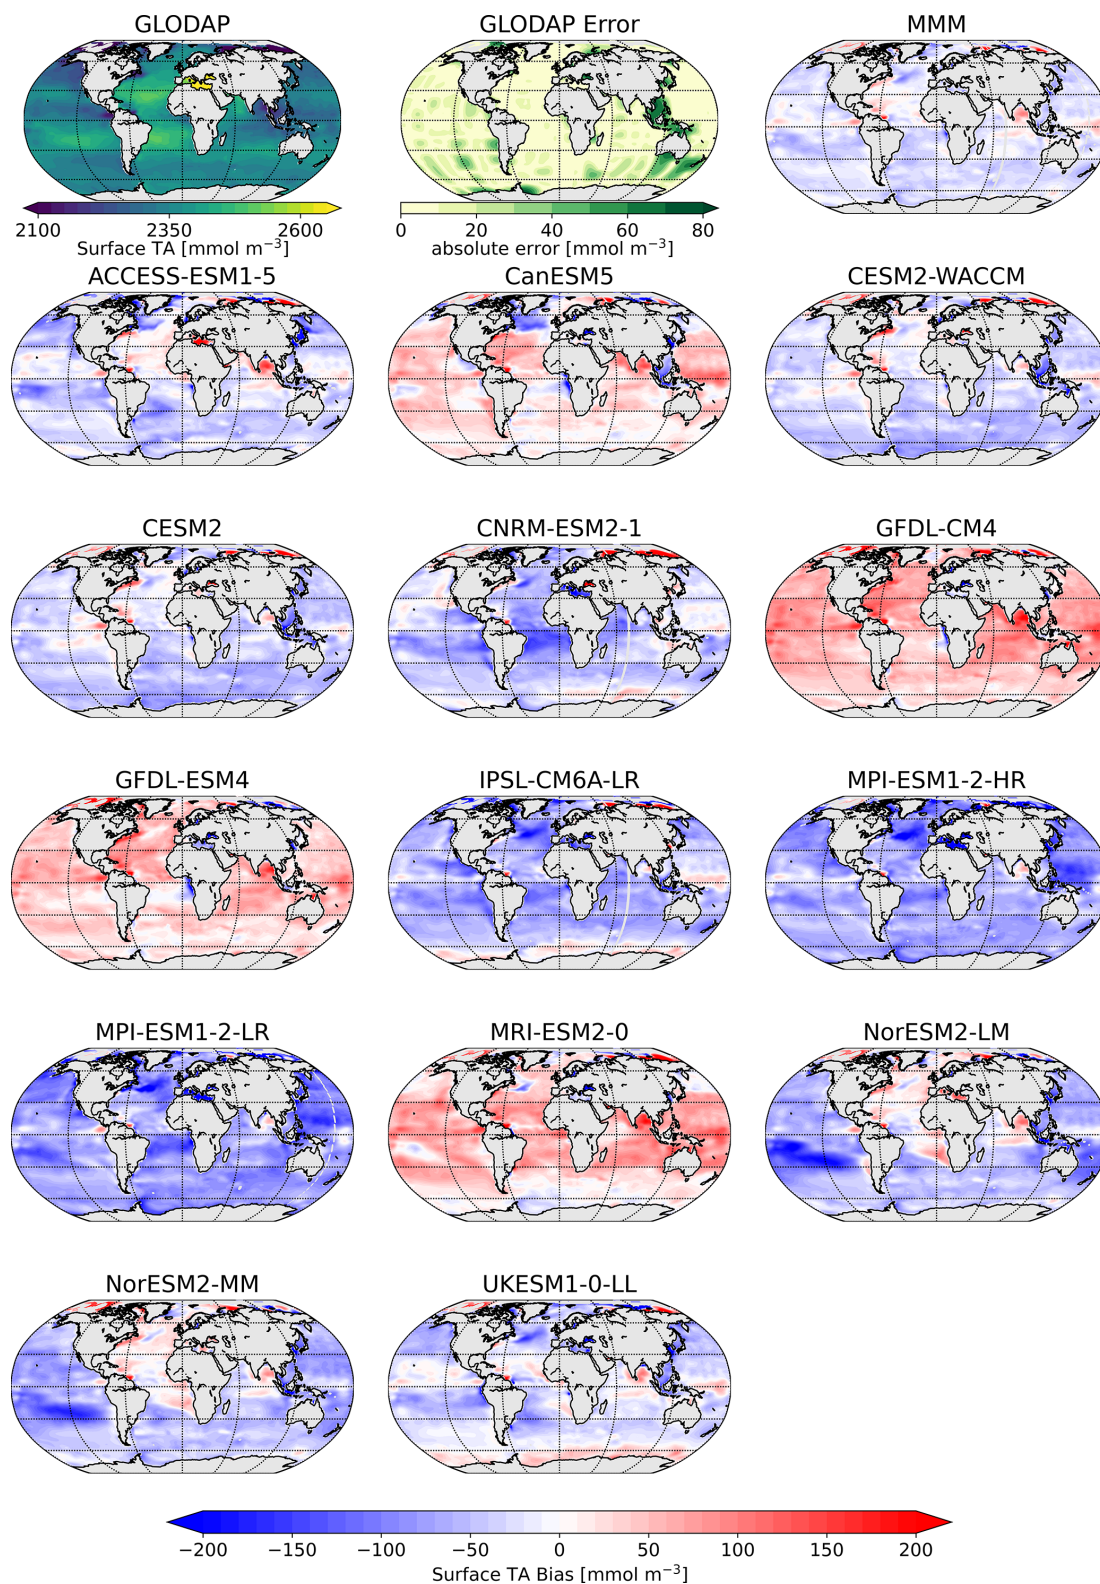 GLODAP
GLODAP Error
MMM
2100 2350 2600
Surface TA [mmol m⁻³]
0 20 40 60 80
absolute error [mmol m⁻³]
ACCESS-ESM1-5
CanESM5
CESM2-WACCM
CESM2
CNRM-ESM2-1
GFDL-CM4
GFDL-ESM4
IPSL-CM6A-LR
MPI-ESM1-2-HR
MPI-ESM1-2-LR
MRI-ESM2-0
NorESM2-LM
NorESM2-MM
UKESM1-0-LL
−200 −150 −100 −50 0 50 100 150 200
Surface TA Bias [mmol m⁻³]